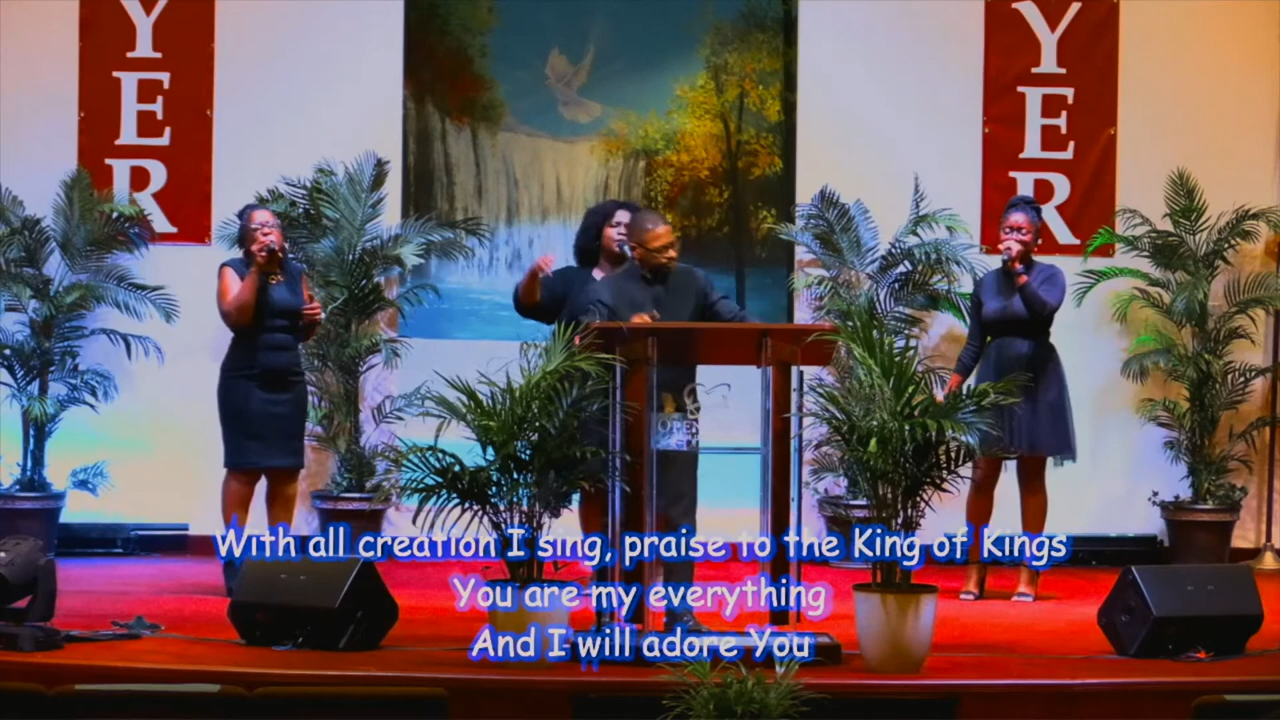 YER
YER
OPEN
With all creation I sing, praise to the King of Kings
You are my everything
And I will adore You